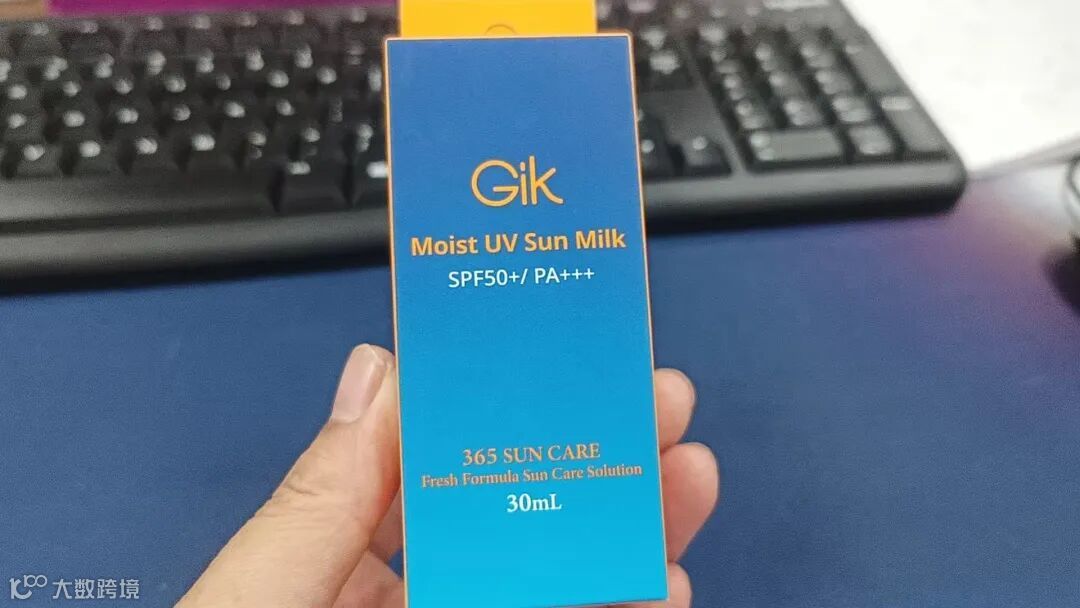 Gik
Moist UV Sun Milk
SPF50+/ PA+++
365 SUN CARE
Fresh Formula Sun Care Solution
30mL
大数跨境